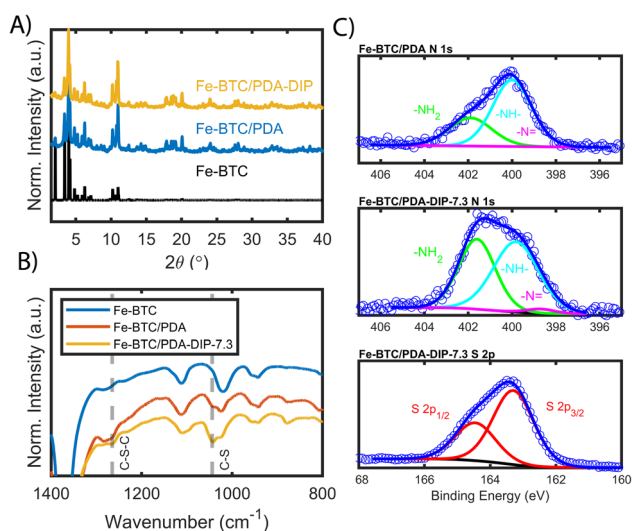 A)
Norm. Intensity (a.u.)
Fe-BTC/PDA-DIP
Fe-BTC/PDA
Fe-BTC
5 10 15 20 25 30 35 40
2θ (°)
B)
Norm. Intensity (a.u.)
Fe-BTC
Fe-BTC/PDA
Fe-BTC/PDA-DIP-7.3
C-S-C
C-S
1400 1200 1000 800
Wavenumber (cm⁻¹)
C)
Fe-BTC/PDA N 1s
-NH₂
-NH-
-N=
406 404 402 400 398 396
Fe-BTC/PDA-DIP-7.3 N 1s
-NH₂
-NH-
-N=
406 404 402 400 398 396
Fe-BTC/PDA-DIP-7.3 S 2p
S 2p₁/₂
S 2p₃/₂
68 166 164 162 160
Binding Energy (eV)